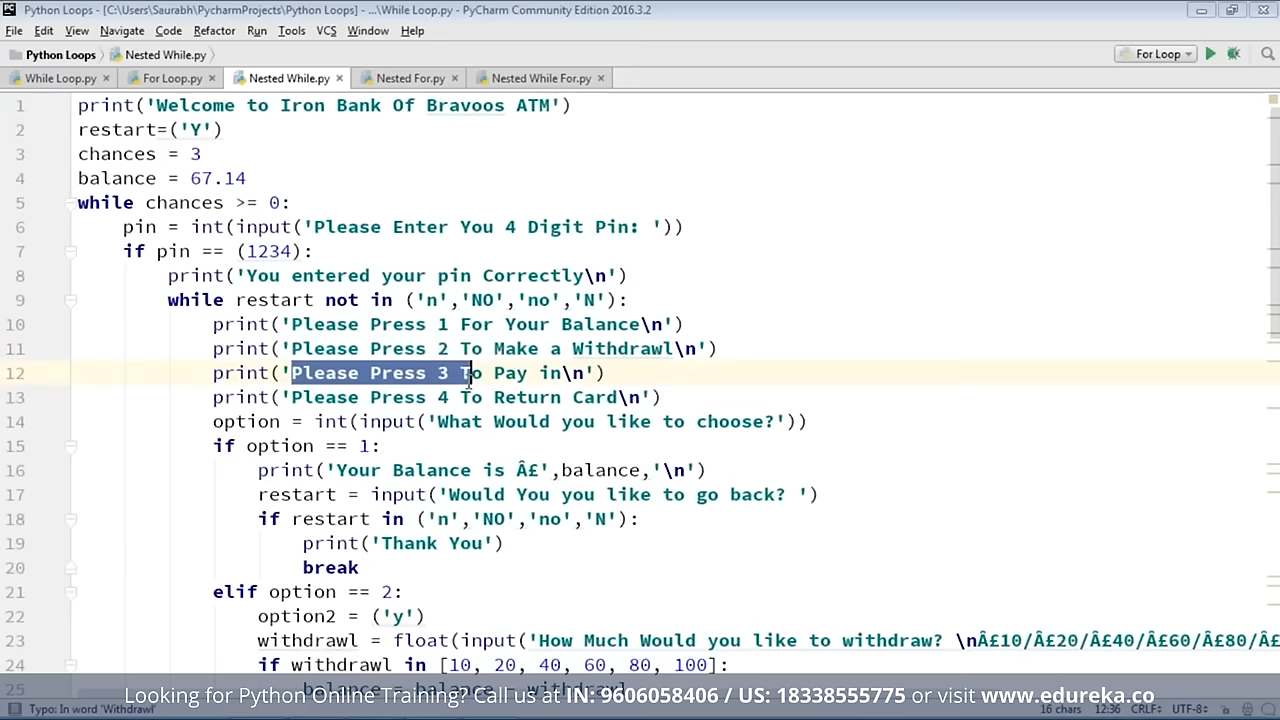 Python Loops - [C:\Users\Saurabh\PycharmProjects\Python Loops] - ...\While Loop.py - PyCharm Community Edition 2016.3.2
File Edit View Navigate Code Refactor Run Tools VCS Window Help
Python Loops Nested While.py For Loop
While Loop.py For Loop.py Nested While.py Nested For.py Nested While For.py
1 print('Welcome to Iron Bank Of Bravoos ATM')
2 restart=('Y')
3 chances = 3
4 balance = 67.14
5 while chances >= 0:
6 pin = int(input('Please Enter You 4 Digit Pin: '))
7 if pin == (1234):
8 print('You entered your pin Correctly\n')
9 while restart not in ('n','NO','no','N'):
10 print('Please Press 1 For Your Balance\n')
11 print('Please Press 2 To Make a Withdrawl\n')
12 print('Please Press 3 To Pay in\n')
13 print('Please Press 4 To Return Card\n')
14 option = int(input('What Would you like to choose?'))
15 if option == 1:
16 print('Your Balance is Â£',balance,'\n')
17 restart = input('Would You you like to go back? ')
18 if restart in ('n','NO','no','N'):
19 print('Thank You')
20 break
21 elif option == 2:
22 option2 = ('y')
23 withdrawl = float(input('How Much Would you like to withdraw? \nÂ£10/Â£20/Â£40/Â£60/Â£80/Â£
24 if withdrawl in [10, 20, 40, 60, 80, 100]:
25 balance = balance - withdrawl
Looking for Python Online Training? Call us at IN: 9606058406 / US: 18338555775 or visit www.edureka.co
Typo: In word 'Withdrawl' 16 chars 12:36 CRLF÷ UTF-8÷